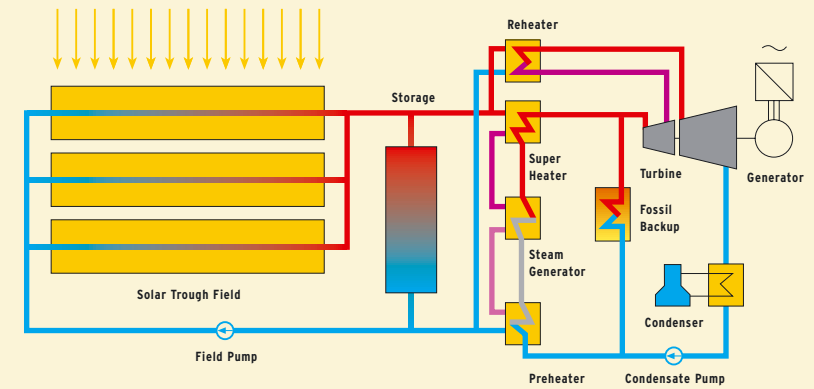 Reheater
Storage
Super
Heater
Turbine
Generator
Fossil
Backup
Steam
Generator
Solar Trough Field
Condenser
Field Pump
Preheater
Condensate Pump